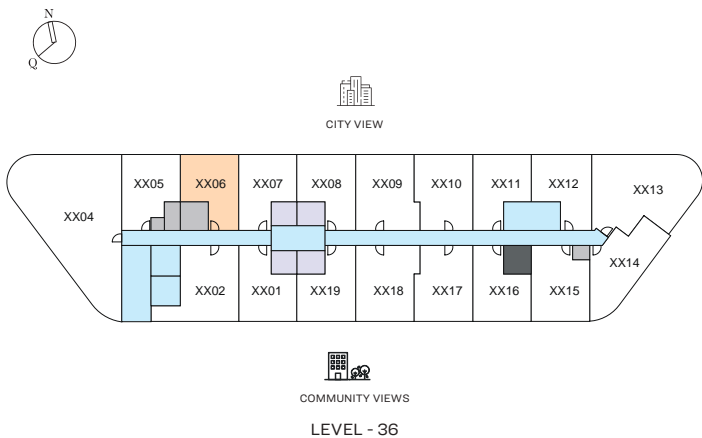 N
Q
CITY VIEW
XX05 XX06 XX07 XX08 XX09 XX10 XX11 XX12
XX13
XX04
XX14
XX02 XX01 XX19 XX18 XX17 XX16 XX15
COMMUNITY VIEWS
LEVEL - 36